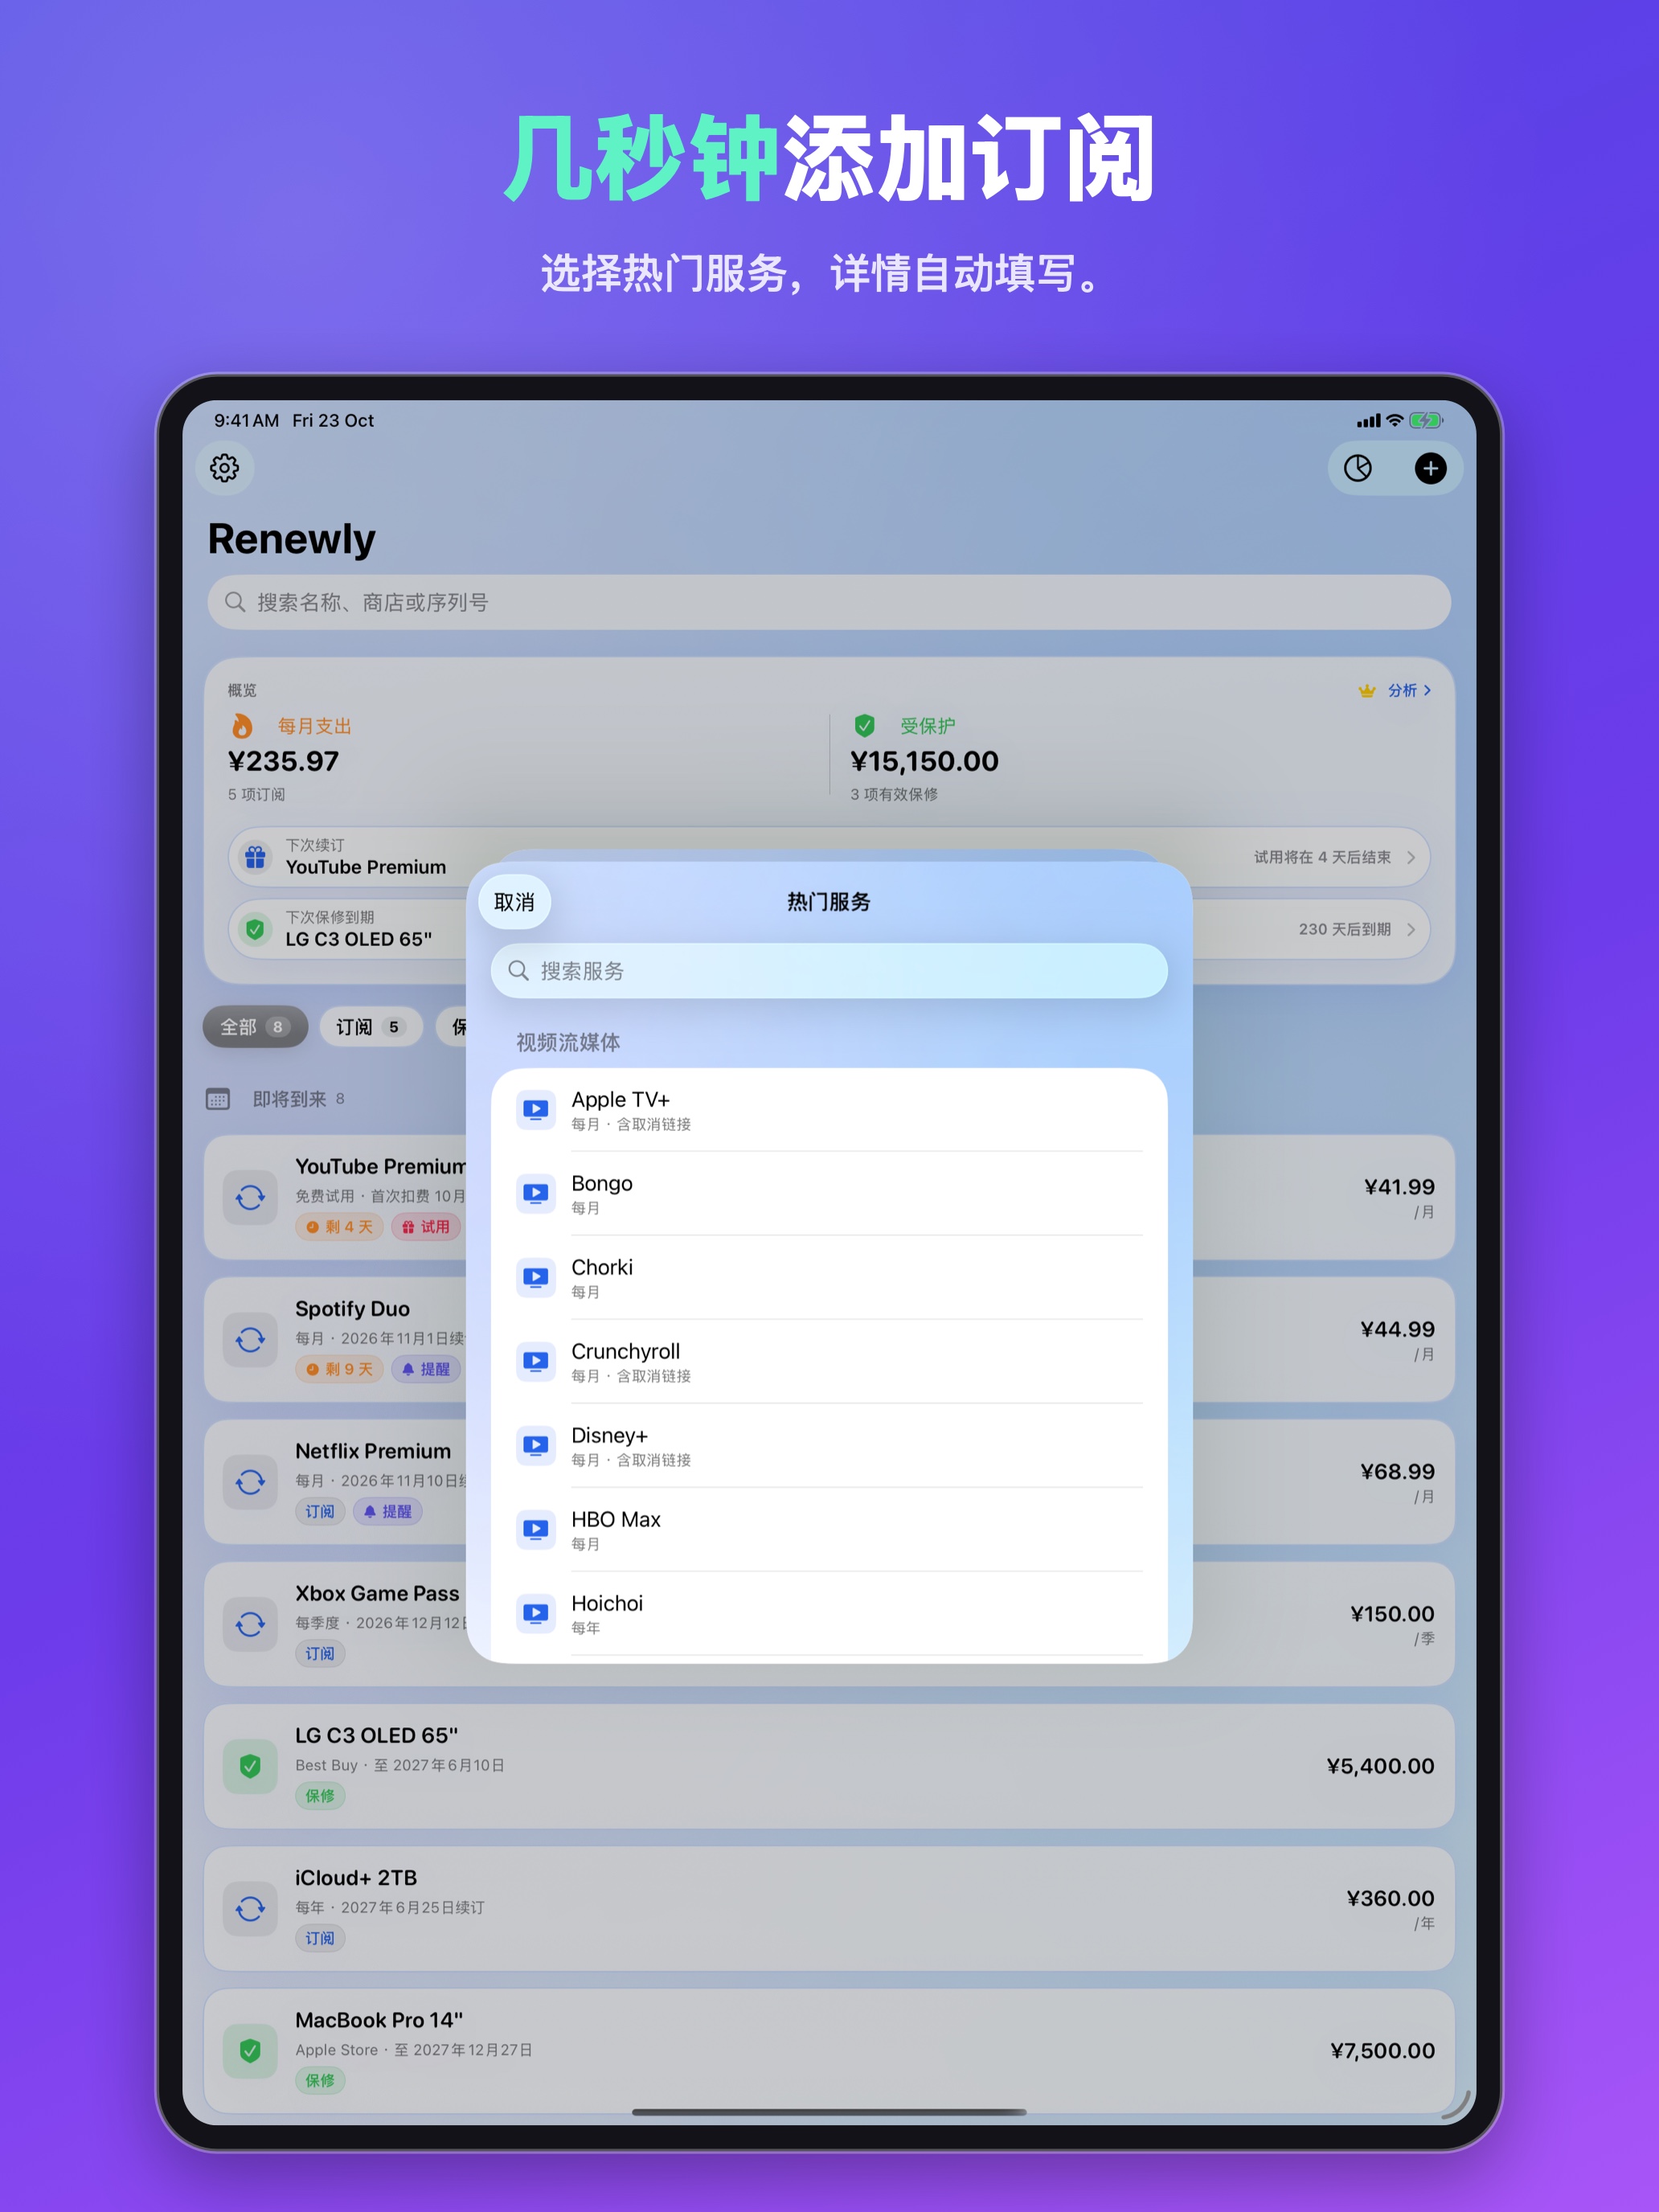 几秒钟添加订阅
选择热门服务，详情自动填写。
9:41 AM Fri 23 Oct
Renewly
搜索名称、商店或序列号
概览
分析
每月支出
受保护
¥235.97
¥15,150.00
5 项订阅
3 项有效保修
下次续订
YouTube Premium
试用将在 4 天后结束
下次保修到期
LG C3 OLED 65"
230 天后到期
取消
热门服务
搜索服务
全部 8
订阅 5
保
视频流媒体
即将到来 8
Apple TV+
每月 · 含取消链接
Bongo
每月
Chorki
每月
Crunchyroll
每月 · 含取消链接
Disney+
每月 · 含取消链接
HBO Max
每月
Hoichoi
每年
YouTube Premium
免费试用 · 首次扣费 10月
剩 4 天
试用
¥41.99
/月
Spotify Duo
每月 · 2026年11月1日续
剩 9 天
提醒
¥44.99
/月
Netflix Premium
每月 · 2026年11月10日
订阅
提醒
¥68.99
/月
Xbox Game Pass
每季度 · 2026年12月12
订阅
¥150.00
/季
LG C3 OLED 65"
Best Buy · 至 2027年6月10日
保修
¥5,400.00
iCloud+ 2TB
每年 · 2027年6月25日续订
订阅
¥360.00
/年
MacBook Pro 14"
Apple Store · 至 2027年12月27日
保修
¥7,500.00